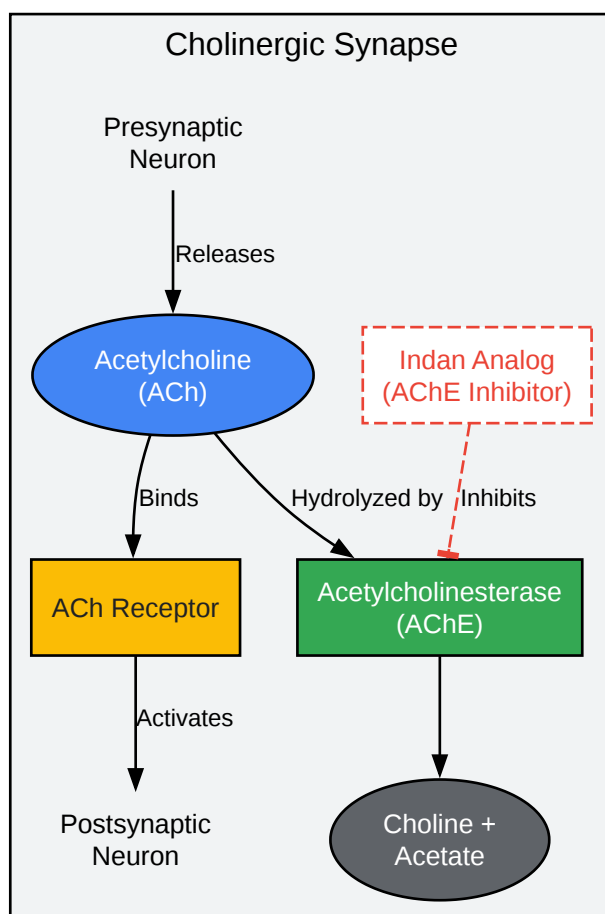 Cholinergic Synapse
Presynaptic
Neuron
Releases
Acetylcholine
(ACh)
Indan Analog
(AChE Inhibitor)
Binds
Hydrolyzed by
Inhibits
ACh Receptor
Acetylcholinesterase
(AChE)
Activates
Postsynaptic
Neuron
Choline +
Acetate